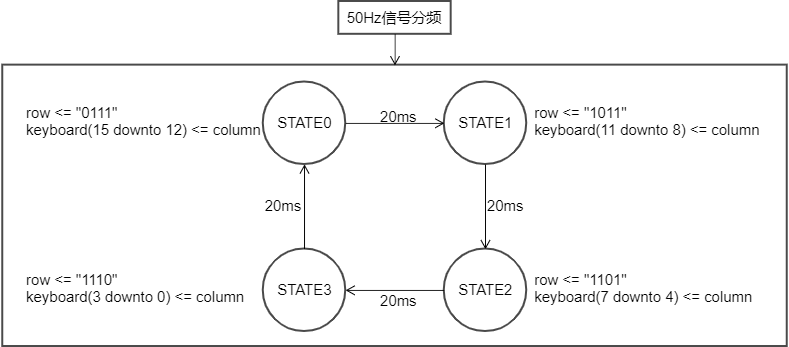 50Hz信号分频
row <= "0111"
keyboard(15 downto 12) <= column
STATE0
20ms
STATE1
row <= "1011"
keyboard(11 downto 8) <= column
20ms
20ms
row <= "1110"
keyboard(3 downto 0) <= column
STATE3
20ms
STATE2
row <= "1101"
keyboard(7 downto 4) <= column